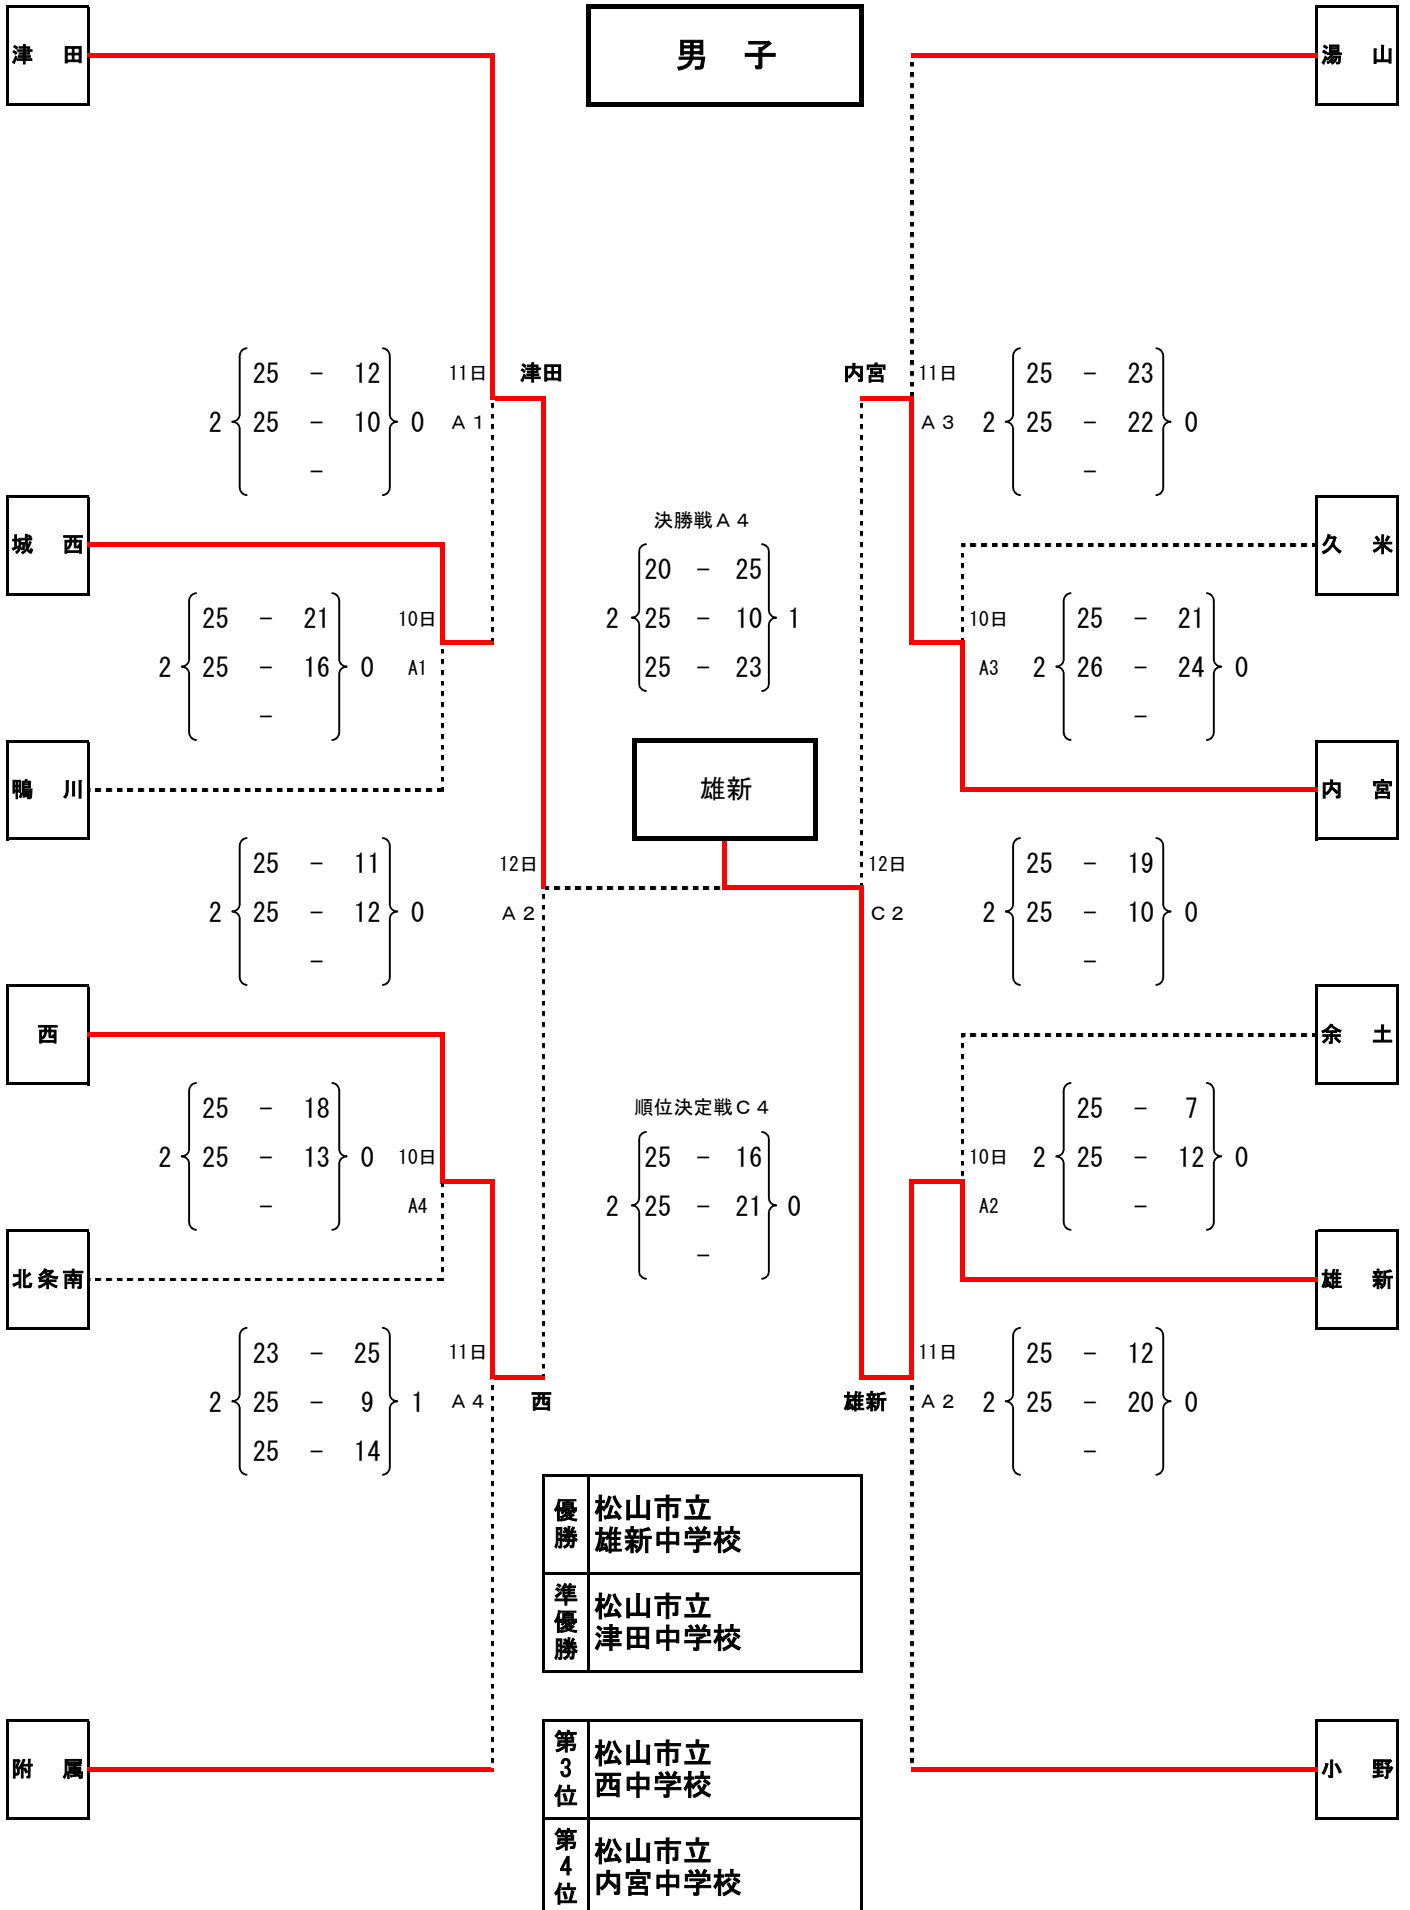 男　子
津　田
湯　山
25 － 12
11日
津田
内宮
11日
25 － 23
2
25 － 10
0
Ａ１
Ａ３
2
25 － 22
0
－
－
城　西
決勝戦Ａ４
久　米
20 － 25
25 － 21
10日
2
25 － 10
1
10日
25 － 21
2
25 － 16
0
A1
25 － 23
A3
2
26 － 24
0
－
－
鴨　川
雄新
内　宮
25 － 11
12日
12日
25 － 19
2
25 － 12
0
Ａ２
Ｃ２
2
25 － 10
0
－
－
西
余　土
25 － 18
順位決定戦Ｃ４
25 － 7
2
25 － 13
0
10日
25 － 16
10日
2
25 － 12
0
－
A4
2
25 － 21
0
A2
－
－
北条南
雄　新
23 － 25
11日
11日
25 － 12
2
25 － 9
1
Ａ４
西
雄新
Ａ２
2
25 － 20
0
25 － 14
－
優勝
松山市立
雄新中学校
準優勝
松山市立
津田中学校
附　属
小　野
第3位
松山市立
西中学校
第4位
松山市立
内宮中学校